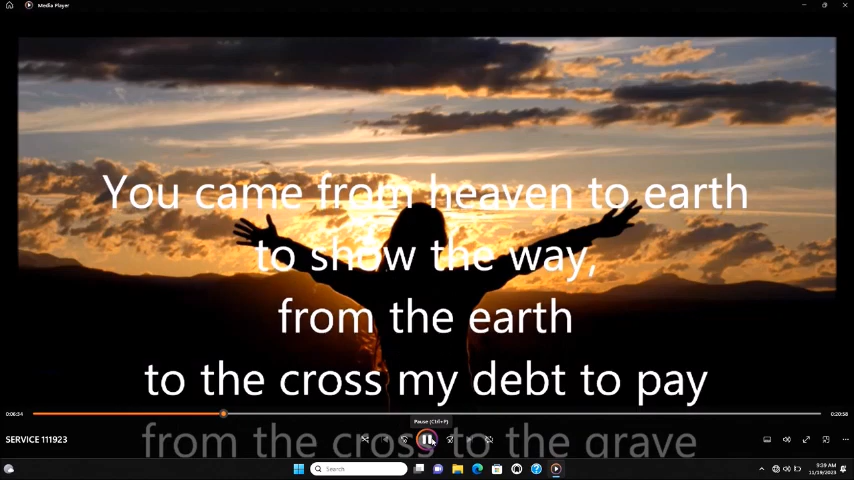 Media Player
You came from heaven to earth
to show the way,
from the earth
to the cross my debt to pay
Pause (Ctrl+P)
0:06:34
0:20:58
SERVICE 111923
from the cross to the grave
Search
9:39 AM
11/19/2023